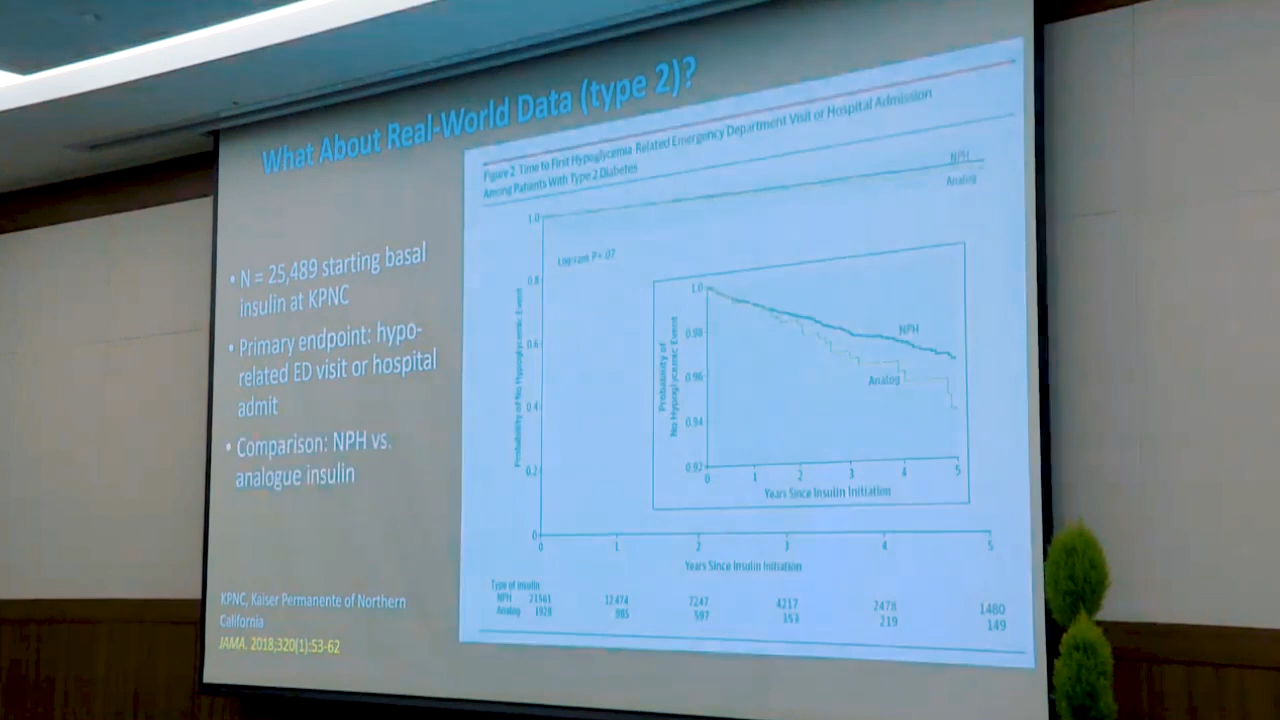 What About Real-World Data (type 2)?
• N = 25,489 starting basal
insulin at KPNC
• Primary endpoint: hypo-
related ED visit or hospital
admit
• Comparison: NPH vs.
analogue insulin
KPNC, Kaiser Permanente of Northern
California
JAMA. 2018;320(1):53-62
Figure 2. Time to First Hypoglycemia Related Emergency Department Visit or Hospital Admission
Among Patients With Type 2 Diabetes
NPH
Analog
1.0
0.8
0.6
0.4
0.2
0
Probability of No Hypoglycemic Event
Log-rank P=.07
1.0
0.98
0.96
0.94
0.92
Probability of
No Hypoglycemic Event
NPH
Analog
0 1 2 3 4 5
Years Since Insulin Initiation
0 1 2 3 4 5
Years Since Insulin Initiation
Type of insulin
NPH 21561 12474 7247 4217 2478 1480
Analog 1928 985 597 219 149